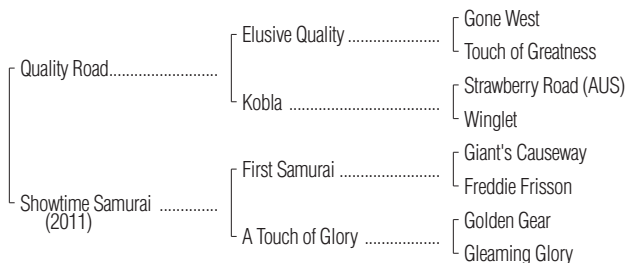 Gone West
Elusive Quality
Touch of Greatness
Quality Road
Strawberry Road (AUS)
Kobla
Winglet
Giant's Causeway
First Samurai
Freddie Frisson
Showtime Samurai
(2011)
Golden Gear
A Touch of Glory
Gleaming Glory